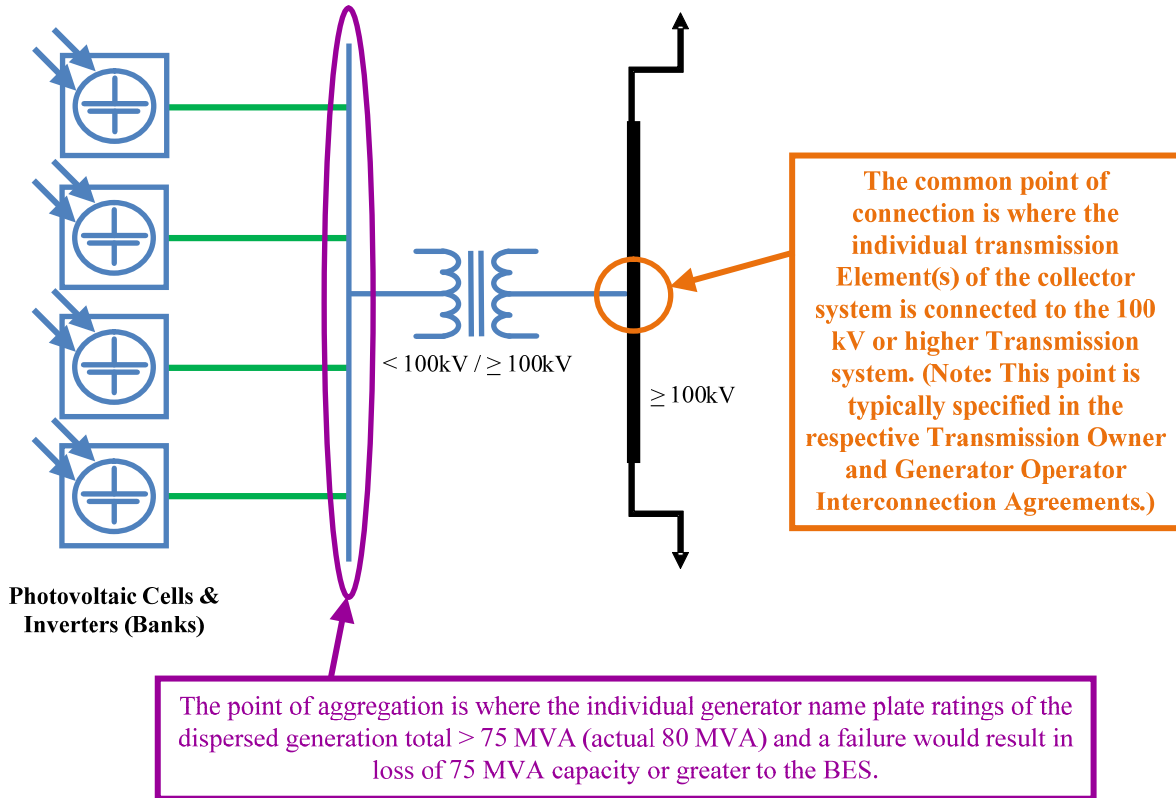 The common point of
connection is where the
individual transmission
Element(s) of the collector
system is connected to the 100
kV or higher Transmission
system. (Note: This point is
typically specified in the
respective Transmission Owner
and Generator Operator
Interconnection Agreements.)
< 100kV / ≥ 100kV
≥ 100kV
Photovoltaic Cells &
Inverters (Banks)
The point of aggregation is where the individual generator name plate ratings of the
dispersed generation total > 75 MVA (actual 80 MVA) and a failure would result in
loss of 75 MVA capacity or greater to the BES.